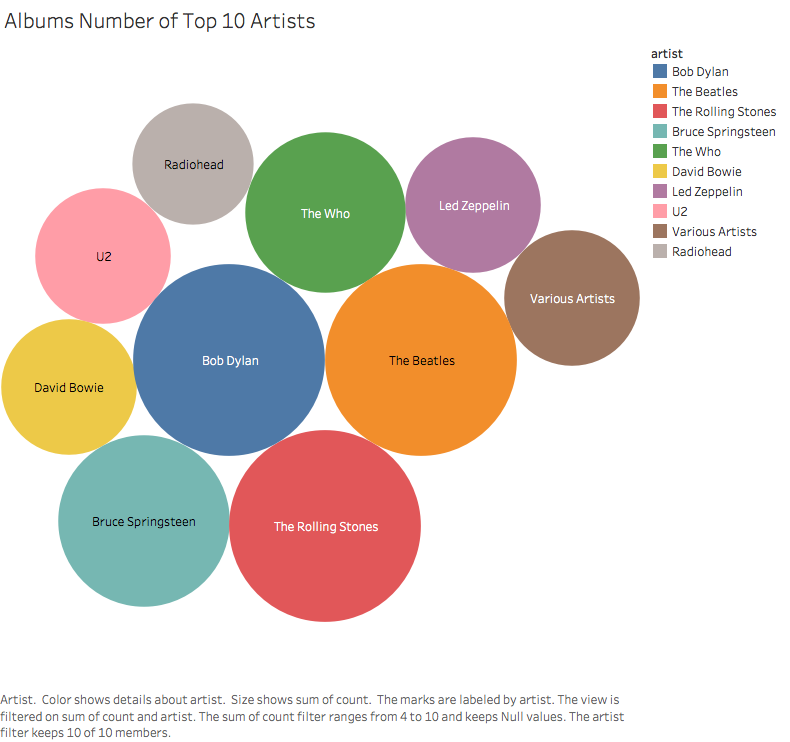 Albums Number of Top 10 Artists
artist
Bob Dylan
The Beatles
The Rolling Stones
Bruce Springsteen
The Who
David Bowie
Led Zeppelin
U2
Various Artists
Radiohead
Radiohead
The Who
Led Zeppelin
U2
Various Artists
Bob Dylan
The Beatles
David Bowie
Bruce Springsteen
The Rolling Stones
Artist.  Color shows details about artist.  Size shows sum of count.  The marks are labeled by artist. The view is
filtered on sum of count and artist. The sum of count filter ranges from 4 to 10 and keeps Null values. The artist
filter keeps 10 of 10 members.